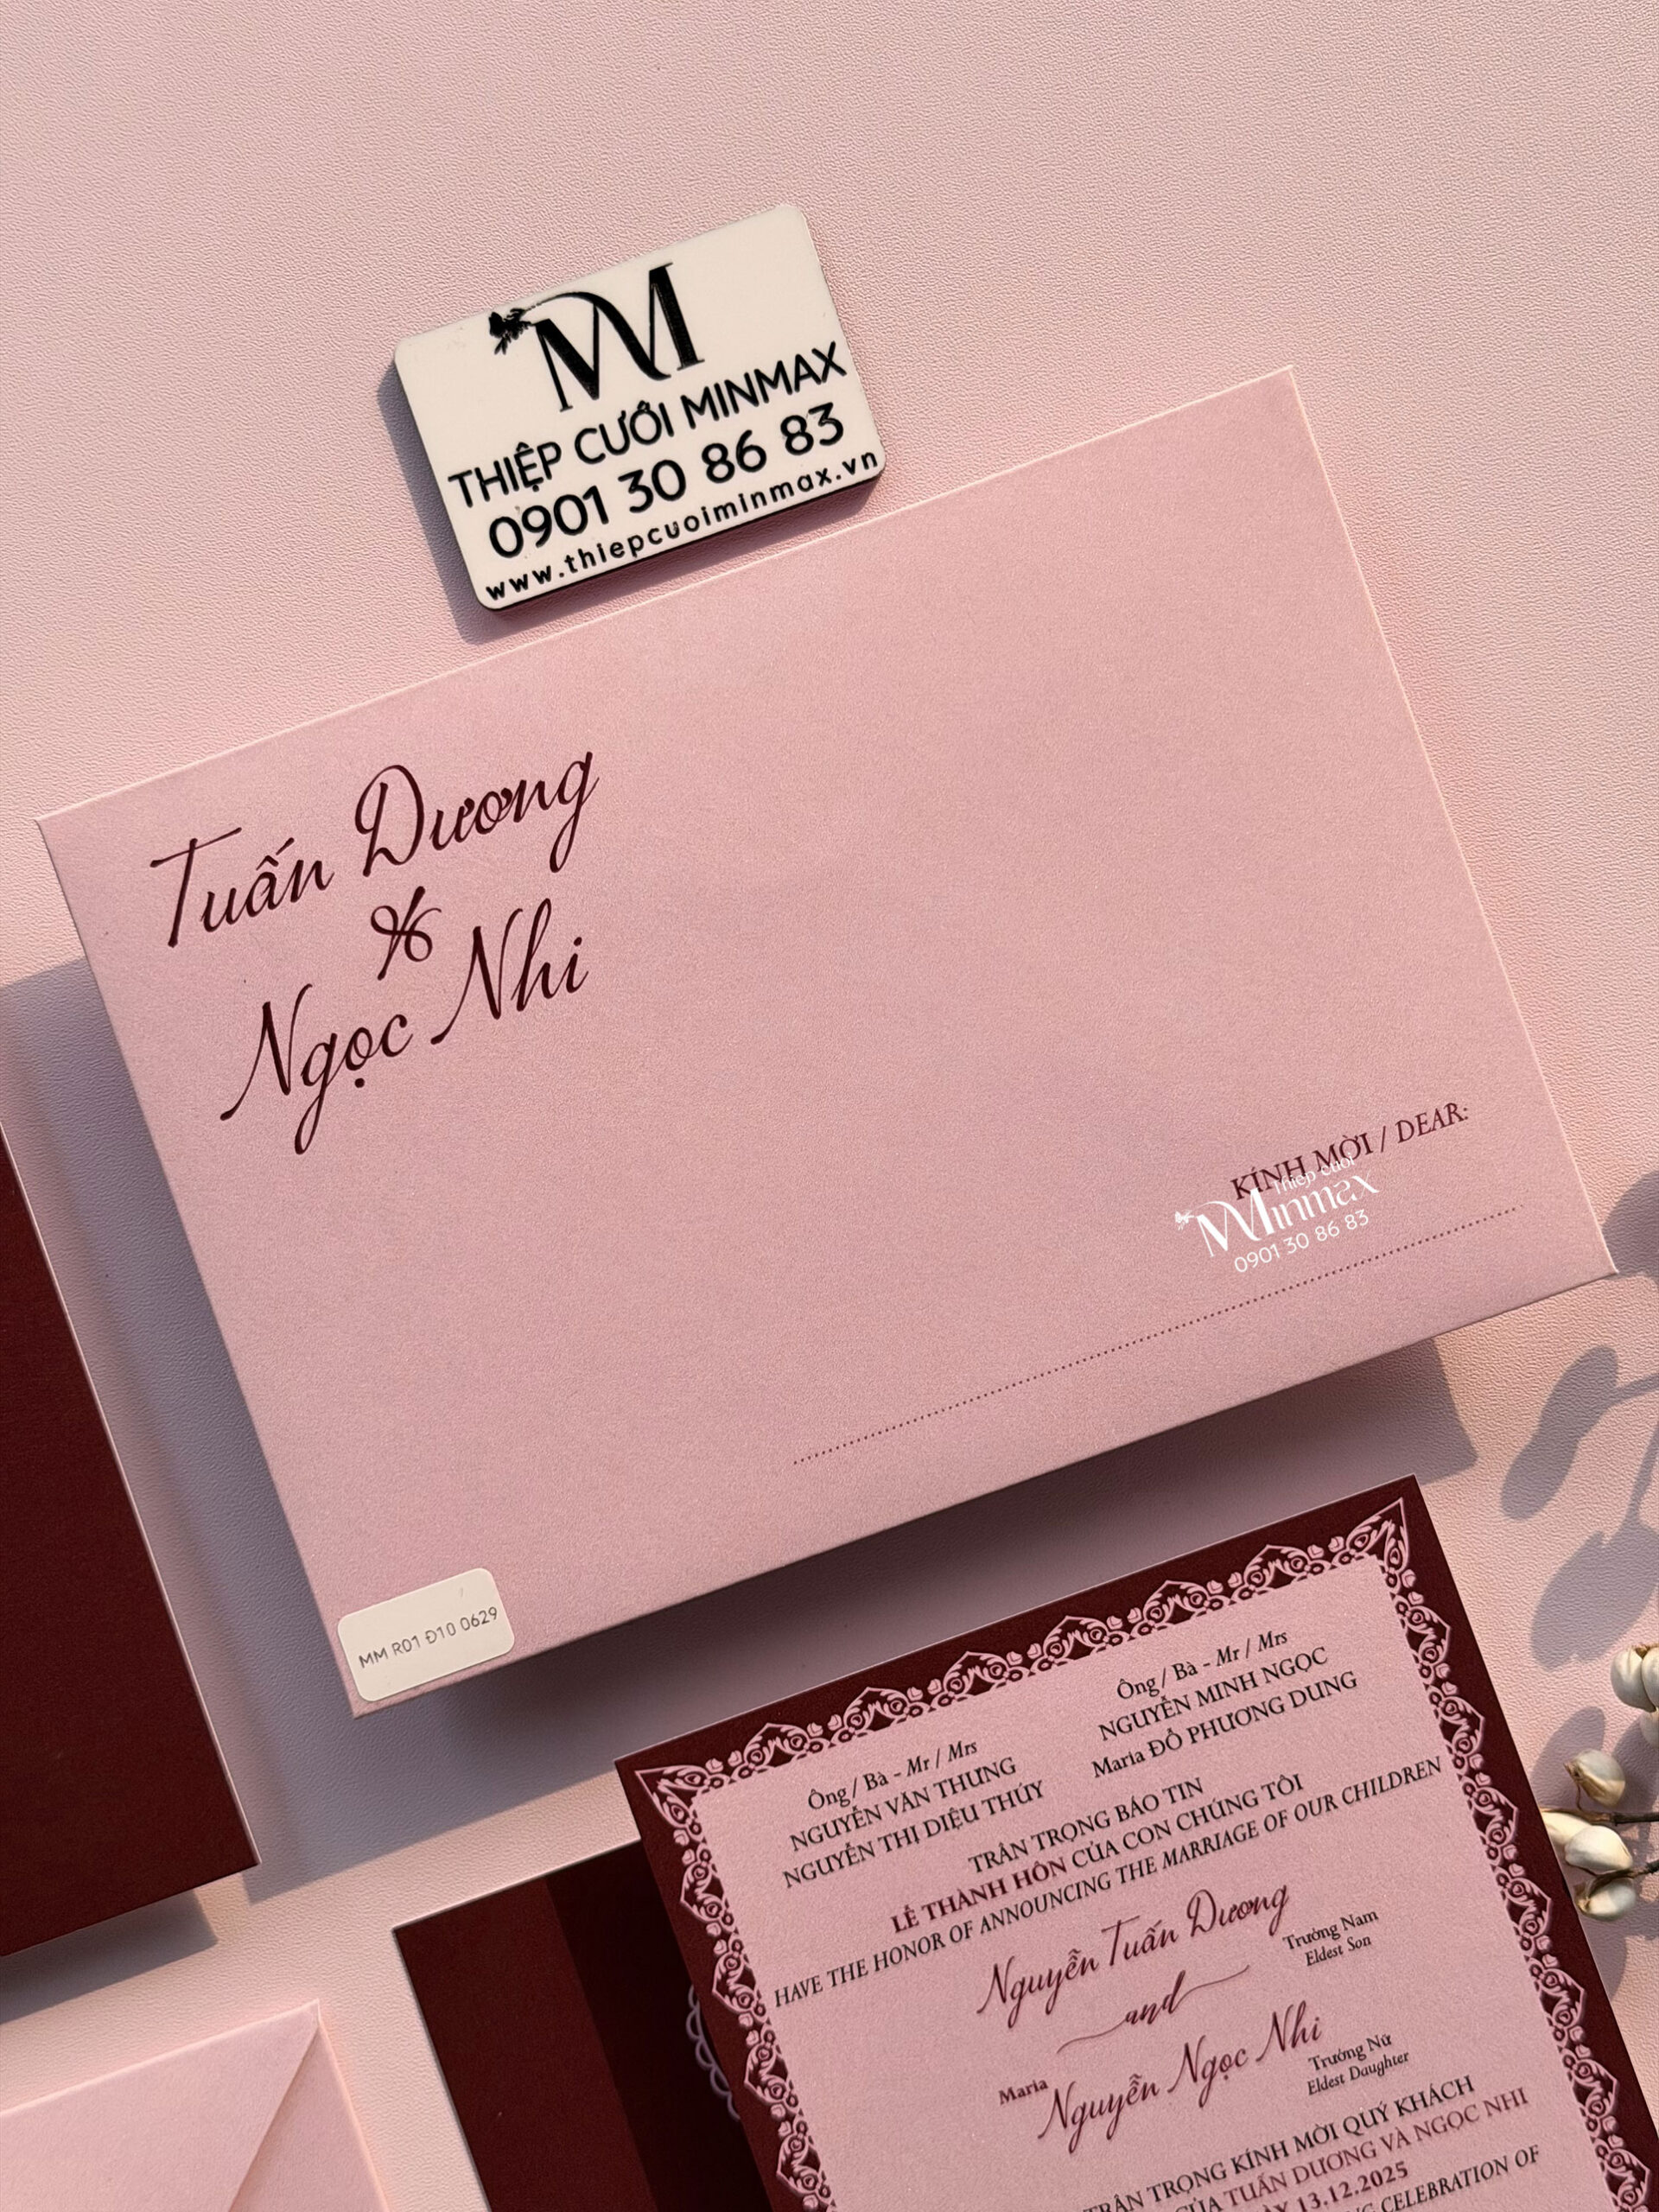 M
THIỆP CƯỚI MINMAX
0901 30 86 83
www.thiepcuoiminmax.vn
Tuấn Dương
&
Ngọc Nhi
KÍNH MỜI / DEAR:
Thiệp cưới
Minmax
0901 30 86 83
MM R01 Đ10 0629
Ông / Bà - Mr / Mrs
NGUYỄN VĂN THƯNG
NGUYỄN THỊ DIỆU THÚY
Ông / Bà - Mr / Mrs
NGUYỄN MINH NGỌC
Maria ĐỖ PHƯƠNG DUNG
TRÂN TRỌNG BÁO TIN
LỄ THÀNH HÔN CỦA CON CHÚNG TÔI
HAVE THE HONOR OF ANNOUNCING THE MARRIAGE OF OUR CHILDREN
Nguyễn Tuấn Dương
Trưởng Nam
Eldest Son
and
Maria
Nguyễn Ngọc Nhi
Trưởng Nữ
Eldest Daughter
TRÂN TRỌNG KÍNH MỜI QUÝ KHÁCH
CỦA TUẤN DƯƠNG VÀ NGỌC NHI
13.12.2025
CELEBRATION OF